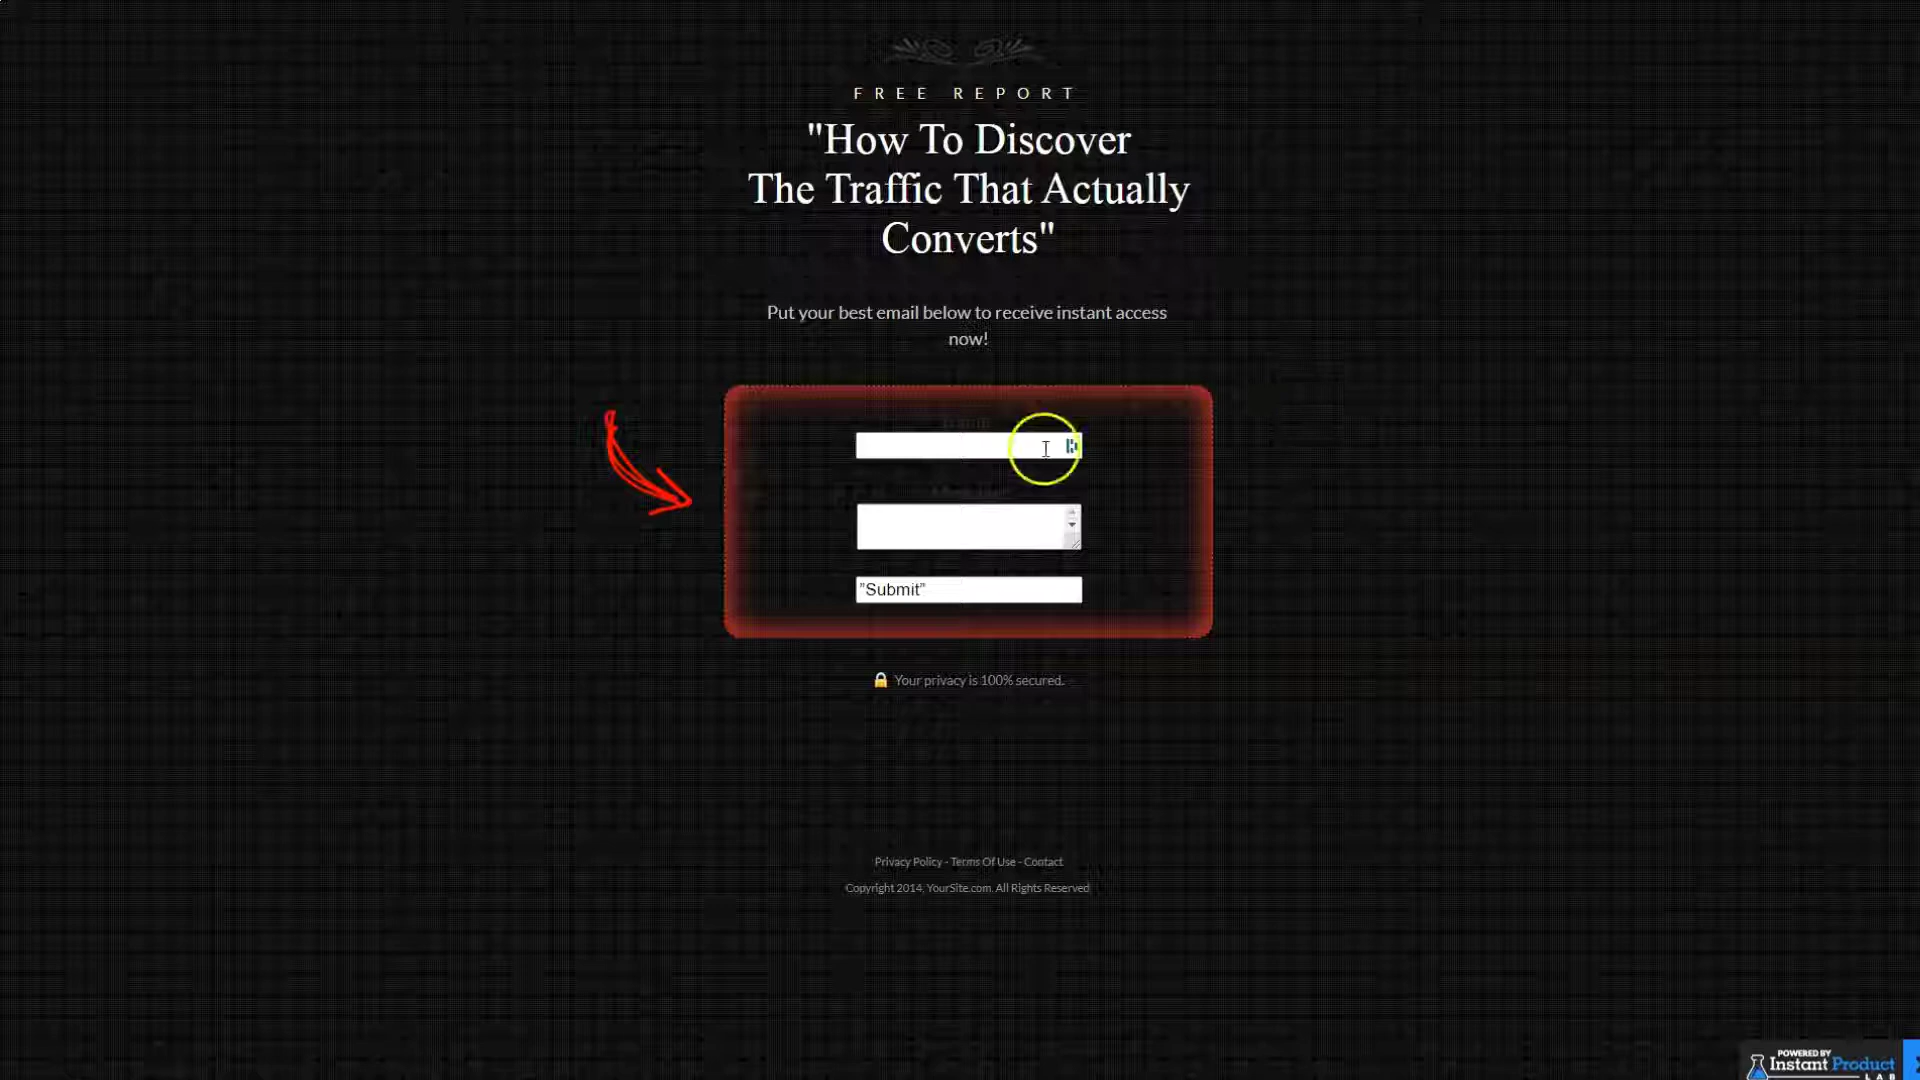 FREE REPORT
"How To Discover
The Traffic That Actually
Converts"
Put your best email below to receive instant access
now!
"Submit"
Your privacy is 100% secured.
Privacy Policy - Terms Of Use - Contact
Copyright 2014, YourSite.com. All Rights Reserved
POWERED BY
Instant Product
LAB